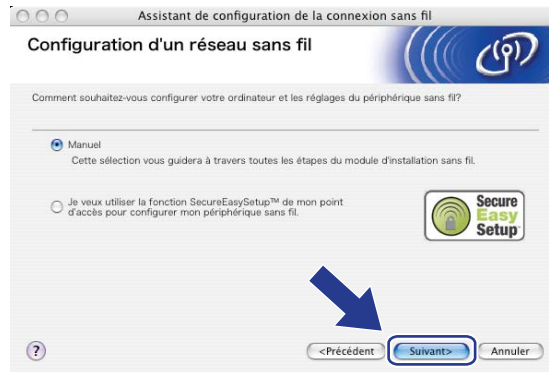 Assistant de configuration de la connexion sans fil
Configuration d'un réseau sans fil
Comment souhaitez-vous configurer votre ordinateur et les réglages du périphérique sans fil?
Manuel
Cette sélection vous guidera à travers toutes les étapes du module d'installation sans fil.
Je veux utiliser la fonction SecureEasySetup™ de mon point
d'accès pour configurer mon périphérique sans fil.
Secure
Easy
Setup
?
<Précédent
Suivant>
Annuler